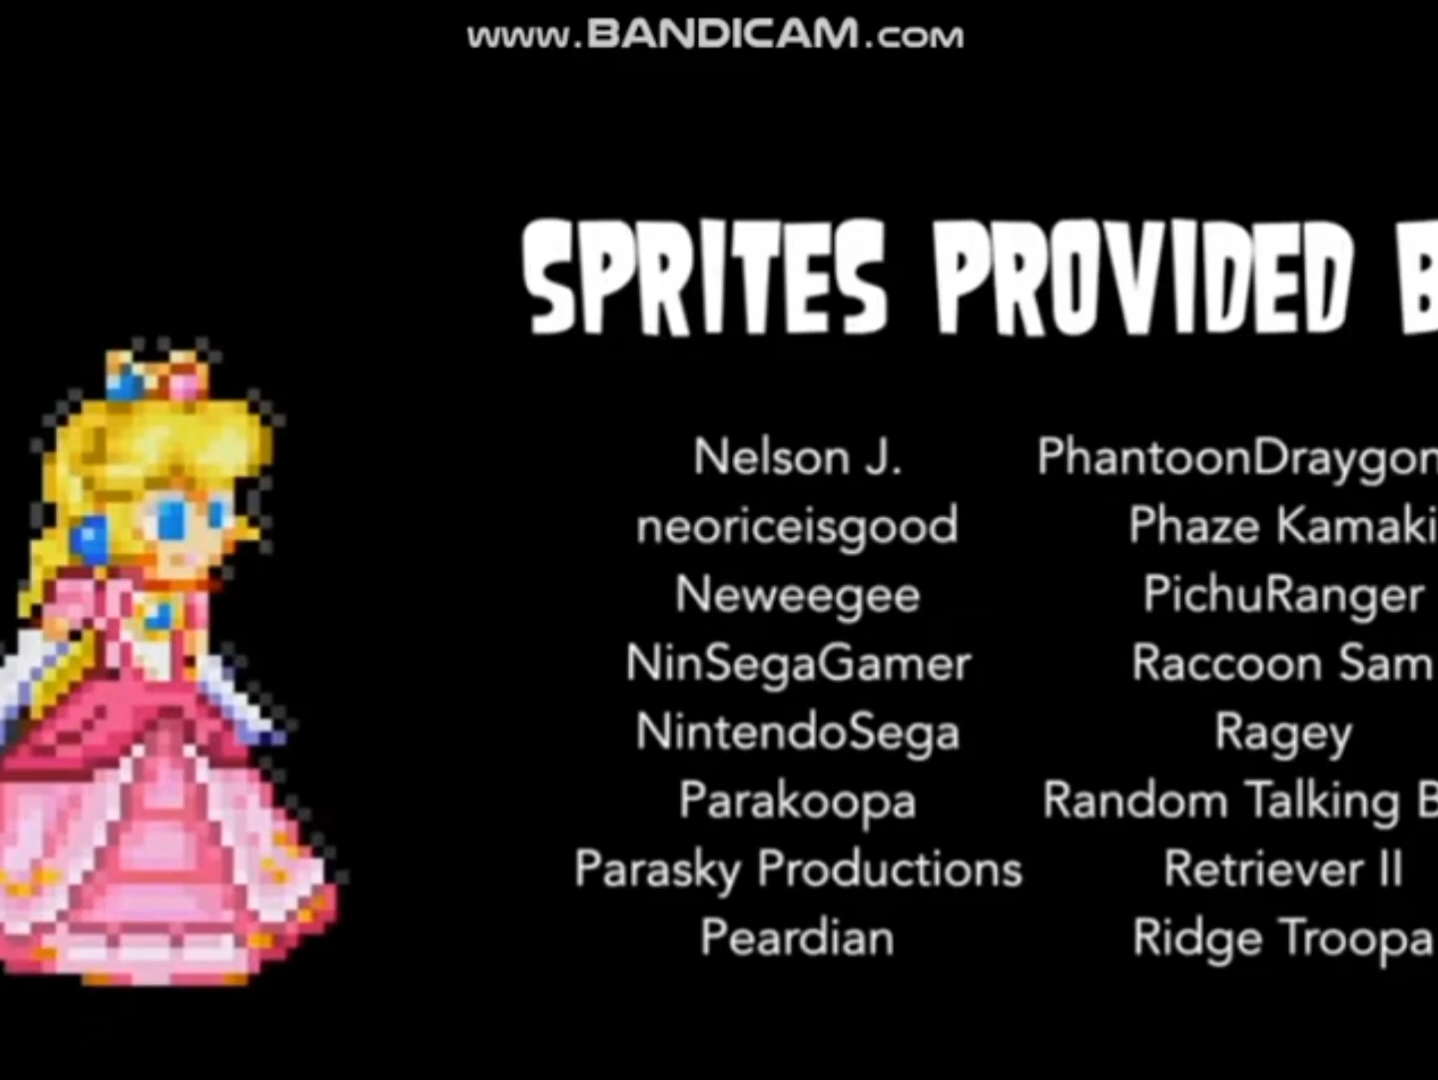 www.BANDICAM.com
SPRITES PROVIDED B
Nelson J.
neoriceisgood
Neweegee
NinSegaGamer
NintendoSega
Parakoopa
Parasky Productions
Peardian
PhantoonDraygon
Phaze Kamaki
PichuRanger
Raccoon Sam
Ragey
Random Talking B
Retriever II
Ridge Troopa